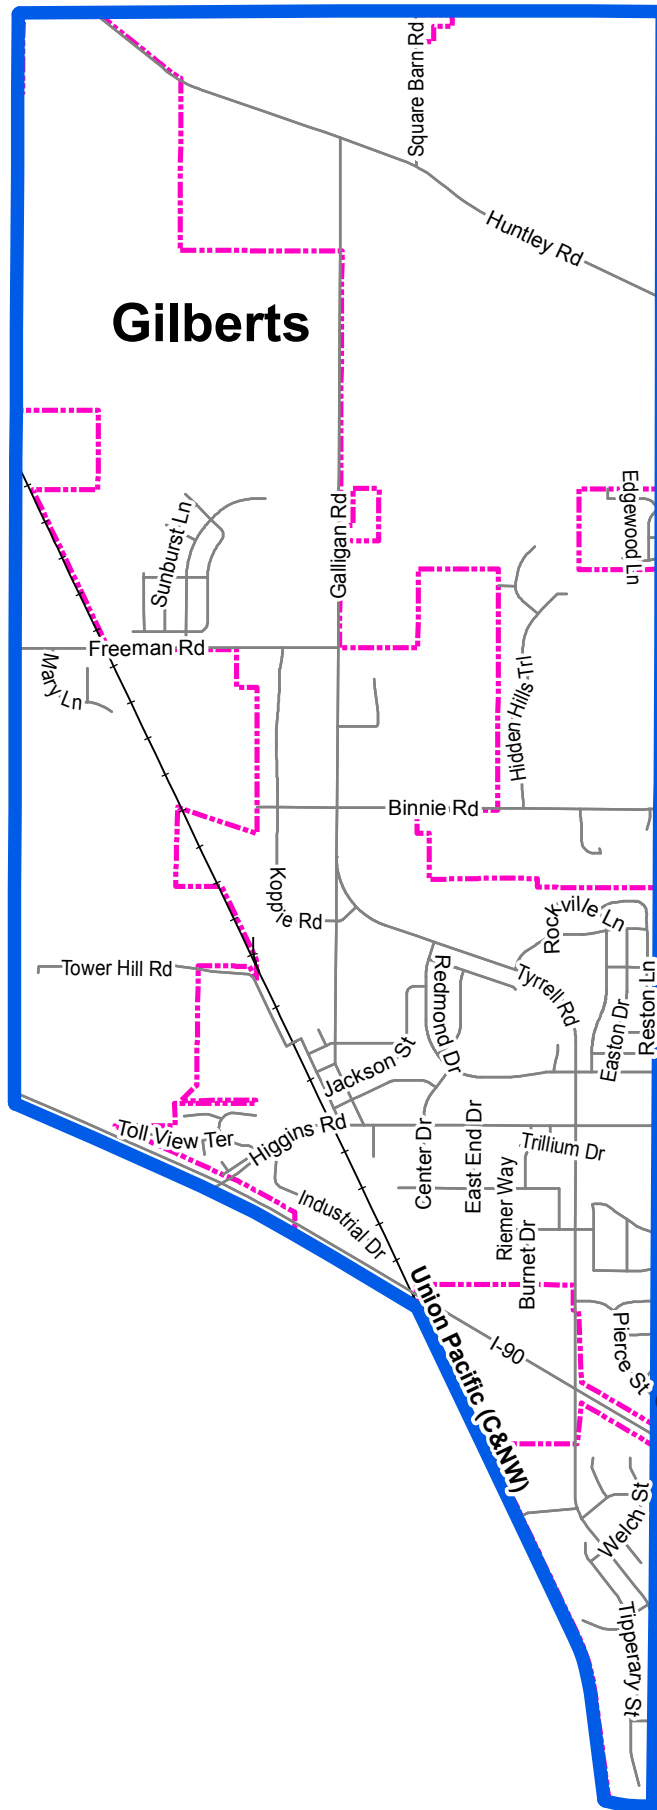 Square Barn Rd
Huntley Rd
Gilberts
Edgewood Ln
Sunburst Ln
Galligan Rd
Freeman Rd
Mary Ln
Hidden Hills Trl
Binnie Rd
Koppie Rd
Rockville Ln
Tower Hill Rd
Redmond Dr
Tyrrell Rd
Easton Dr
Reston Ln
Jackson St
Toll View Ter
Higgins Rd
Center Dr
East End Dr
Trillium Dr
Riemer Way
Industrial Dr
Burnet Dr
Union Pacific (C&NW)
I-90
Pierce St
Welch St
Tipperary St